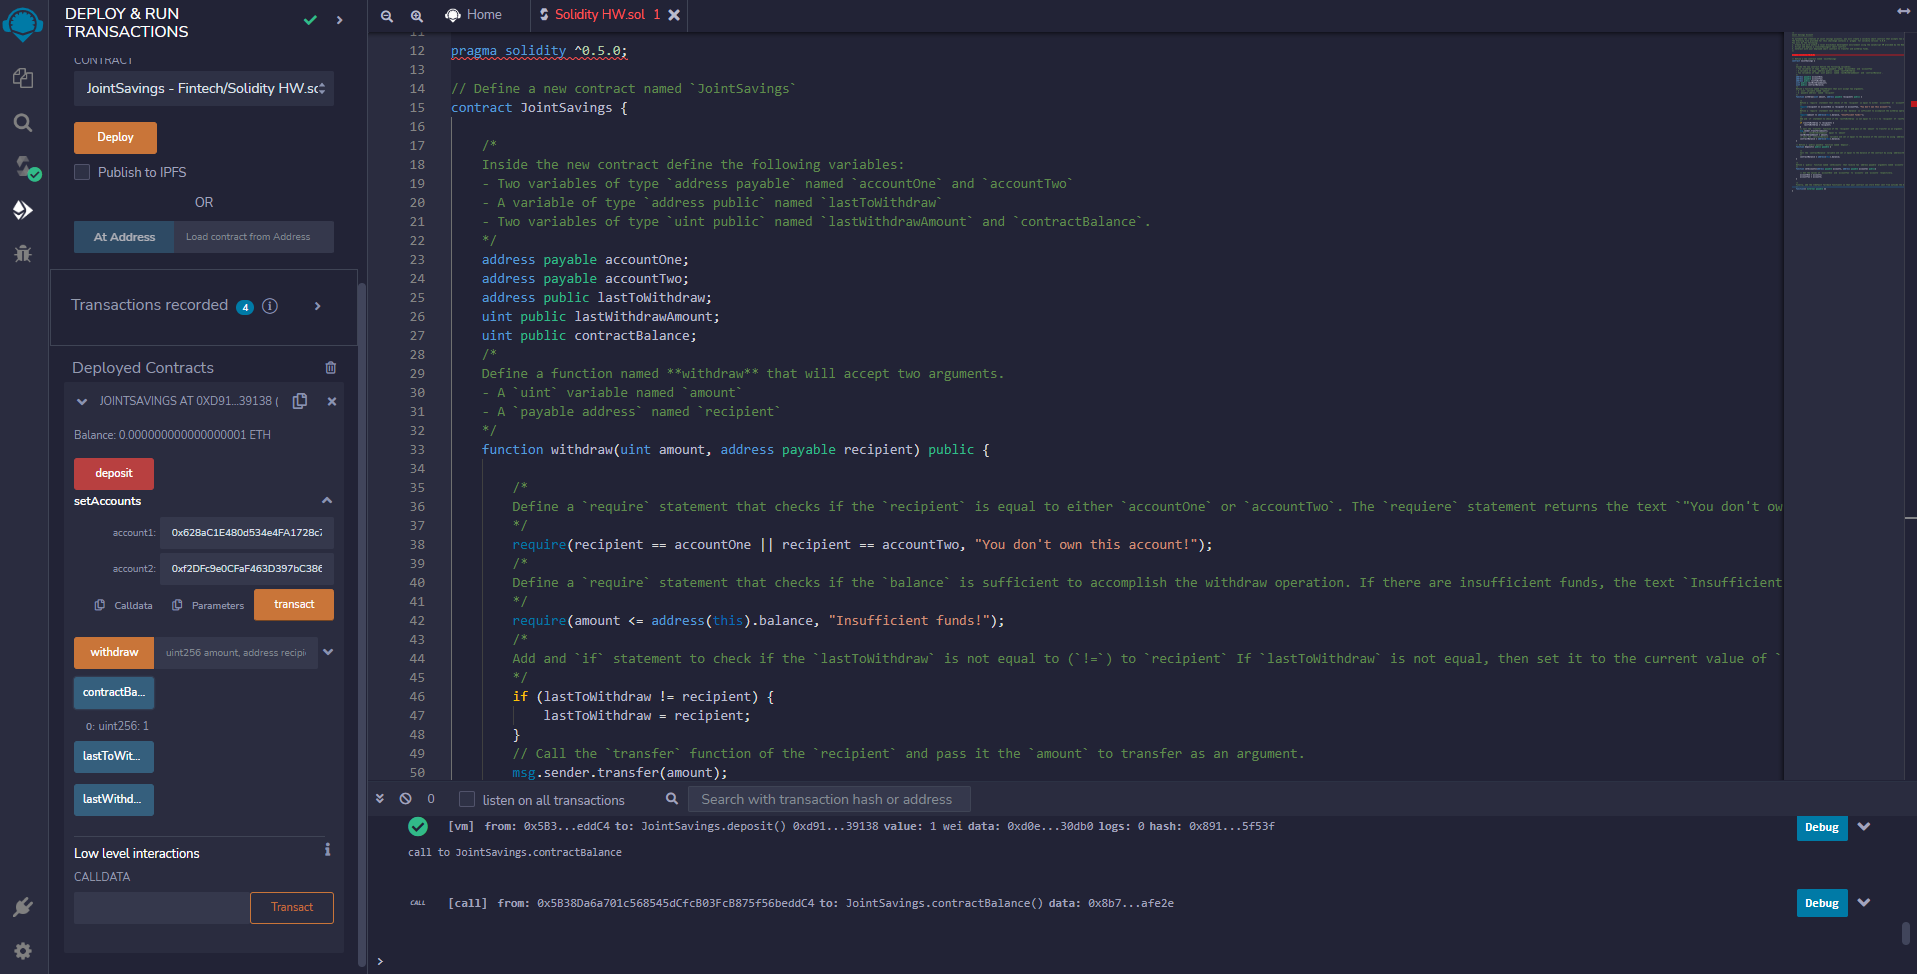 DEPLOY & RUN
TRANSACTIONS
CONTRACT
JointSavings - Fintech/Solidity HW.sc
Deploy
Publish to IPFS
OR
At Address
Load contract from Address
Transactions recorded 4 i
Deployed Contracts
JOINTSAVINGS AT 0XD91...39138 (
Balance: 0.000000000000000001 ETH
deposit
setAccounts
account1: 0x628aC1E480d534e4FA1728c7
account2: 0xf2DFc9e0CFaF463D397bC386
Calldata
Parameters
transact
withdraw
uint256 amount, address recipi
contractBa...
0: uint256: 1
lastToWit...
lastWithd...
Low level interactions
i
CALLDATA
Transact
Home
Solidity HW.sol 1
11
12 pragma solidity ^0.5.0;
13
14 // Define a new contract named `JointSavings`
15 contract JointSavings {
16
17 /*
18 Inside the new contract define the following variables:
19 - Two variables of type `address payable` named `accountOne` and `accountTwo`
20 - A variable of type `address public` named `lastToWithdraw`
21 - Two variables of type `uint public` named `lastWithdrawAmount` and `contractBalance`.
22 */
23 address payable accountOne;
24 address payable accountTwo;
25 address public lastToWithdraw;
26 uint public lastWithdrawAmount;
27 uint public contractBalance;
28 /*
29 Define a function named **withdraw** that will accept two arguments.
30 - A `uint` variable named `amount`
31 - A `payable address` named `recipient`
32 */
33 function withdraw(uint amount, address payable recipient) public {
34
35 /*
36 Define a `require` statement that checks if the `recipient` is equal to either `accountOne` or `accountTwo`. The `requiere` statement returns the text `"You don't ow
37 */
38 require(recipient == accountOne || recipient == accountTwo, "You don't own this account!");
39 /*
40 Define a `require` statement that checks if the `balance` is sufficient to accomplish the withdraw operation. If there are insufficient funds, the text `Insufficient
41 */
42 require(amount <= address(this).balance, "Insufficient funds!");
43 /*
44 Add and `if` statement to check if the `lastToWithdraw` is not equal to (`!=`) to `recipient` If `lastToWithdraw` is not equal, then set it to the current value of `
45 */
46 if (lastToWithdraw != recipient) {
47 lastToWithdraw = recipient;
48 }
49 // Call the `transfer` function of the `recipient` and pass it the `amount` to transfer as an argument.
50 msg.sender.transfer(amount);
0
listen on all transactions
Search with transaction hash or address
[vm] from: 0x5B3...eddC4 to: JointSavings.deposit() 0xd91...39138 value: 1 wei data: 0xd0e...30db0 logs: 0 hash: 0x891...5f53f
Debug
call to JointSavings.contractBalance
CALL [call] from: 0x5B38Da6a701c568545dCfcB03FcB875f56beddC4 to: JointSavings.contractBalance() data: 0x8b7...afe2e
Debug
>